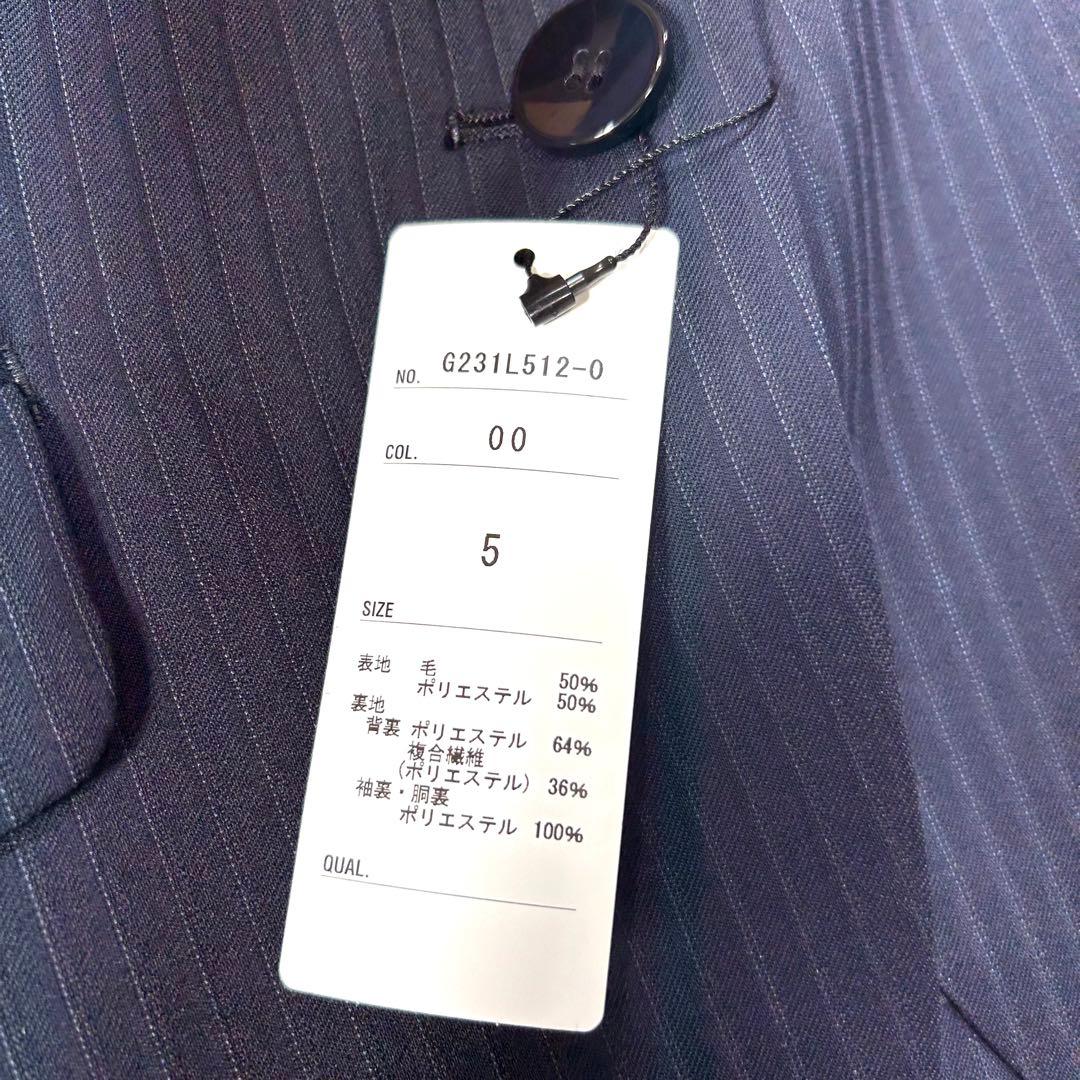 NO. G231L512-0
COL. 00
5
SIZE
表地 毛 50%
ポリエステル 50%
裏地
背裏 ポリエステル 64%
複合繊維
(ポリエステル) 36%
袖裏・胴裏
ポリエステル 100%
QUAL.